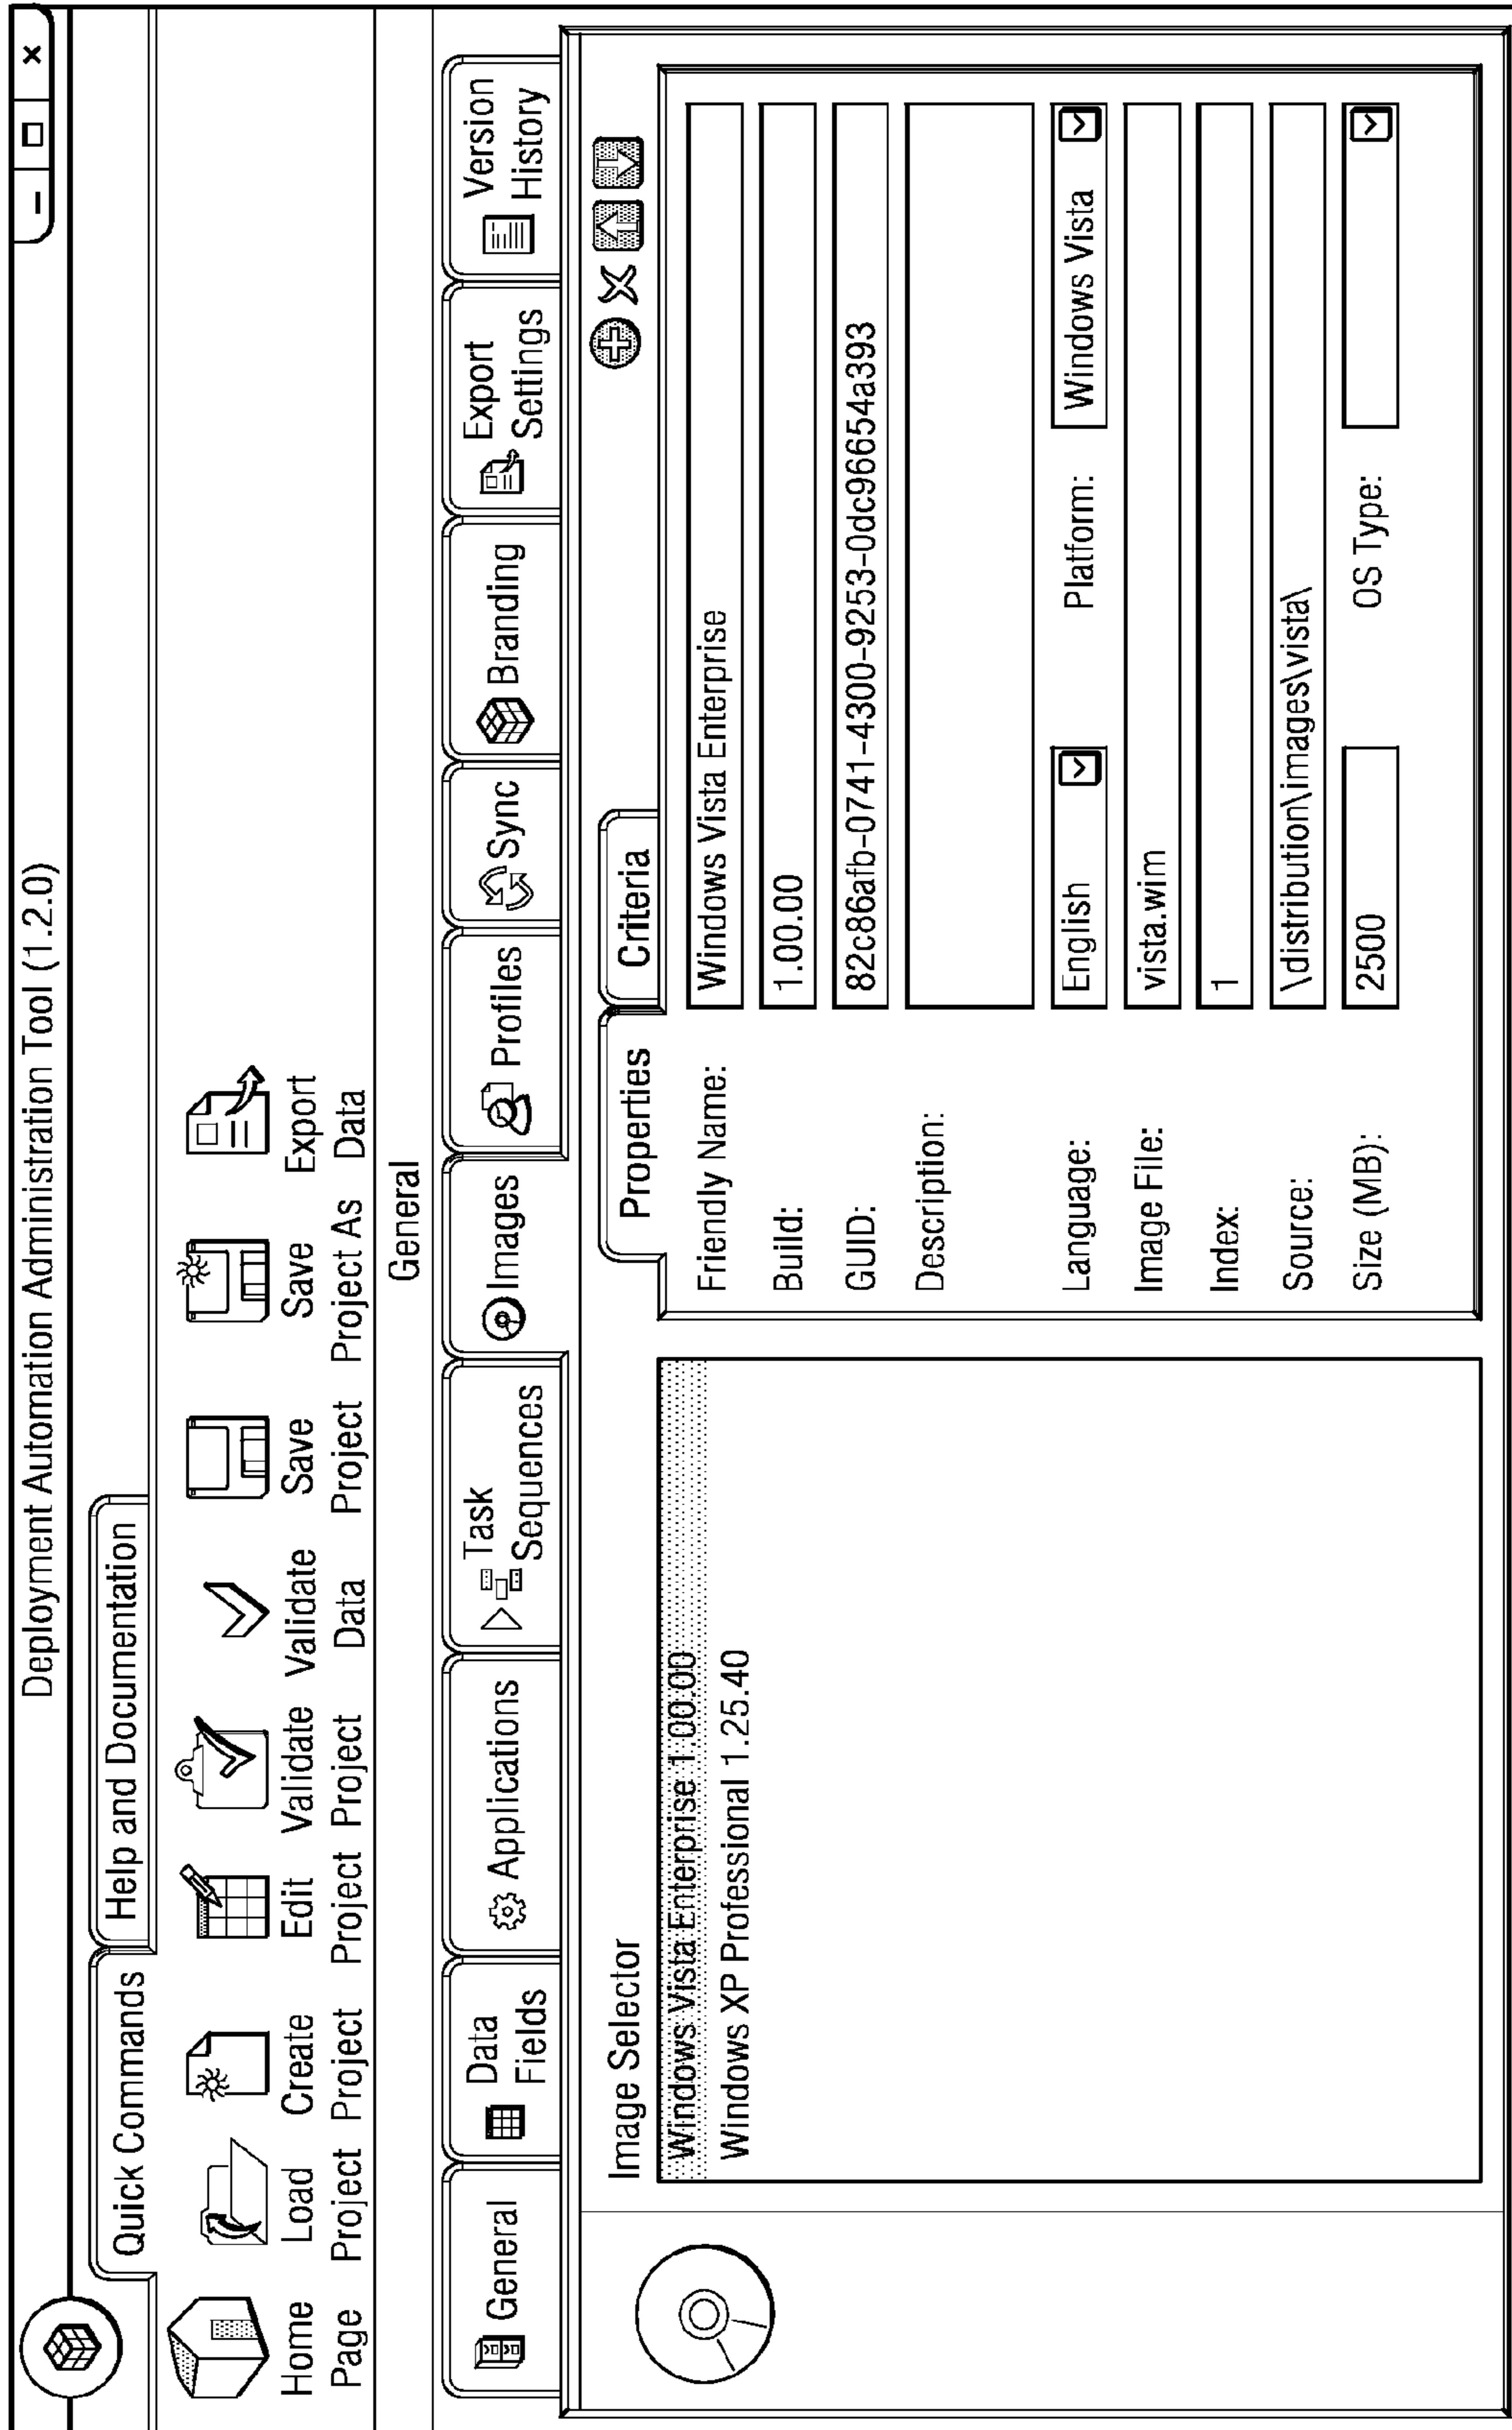 Deployment Automation Administration Tool (1.2.0)
Quick Commands
Help and Documentation
Home Page
Load Project
Create Project
Edit Project
Validate Project
Validate Data
Save Project
Save Project As
Export Data
General
General
Data Fields
Applications
Task Sequences
Images
Profiles
Sync
Branding
Export Settings
Version History
Image Selector
Windows Vista Enterprise 1.00.00
Windows XP Professional 1.25.40
Properties
Criteria
Friendly Name: Windows Vista Enterprise
Build: 1.00.00
GUID: 82c86afb-0741-4300-9253-0dc96654a393
Description:
Language: English Platform: Windows Vista
Image File: vista.wim
Index: 1
Source: \distribution\images\vista\
Size (MB): 2500 OS Type: